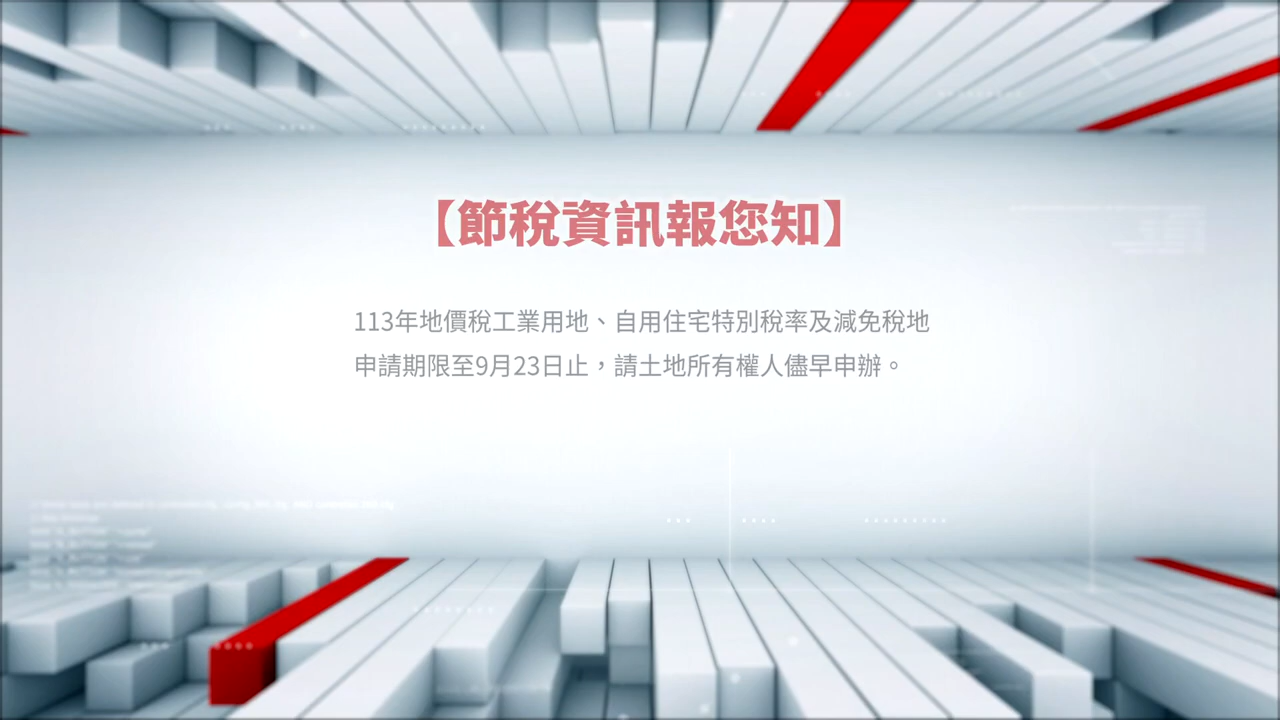 【節稅資訊報您知】
113年地價稅工業用地、自用住宅特別稅率及減免稅地
申請期限至9月23日止，請土地所有權人儘早申辦。